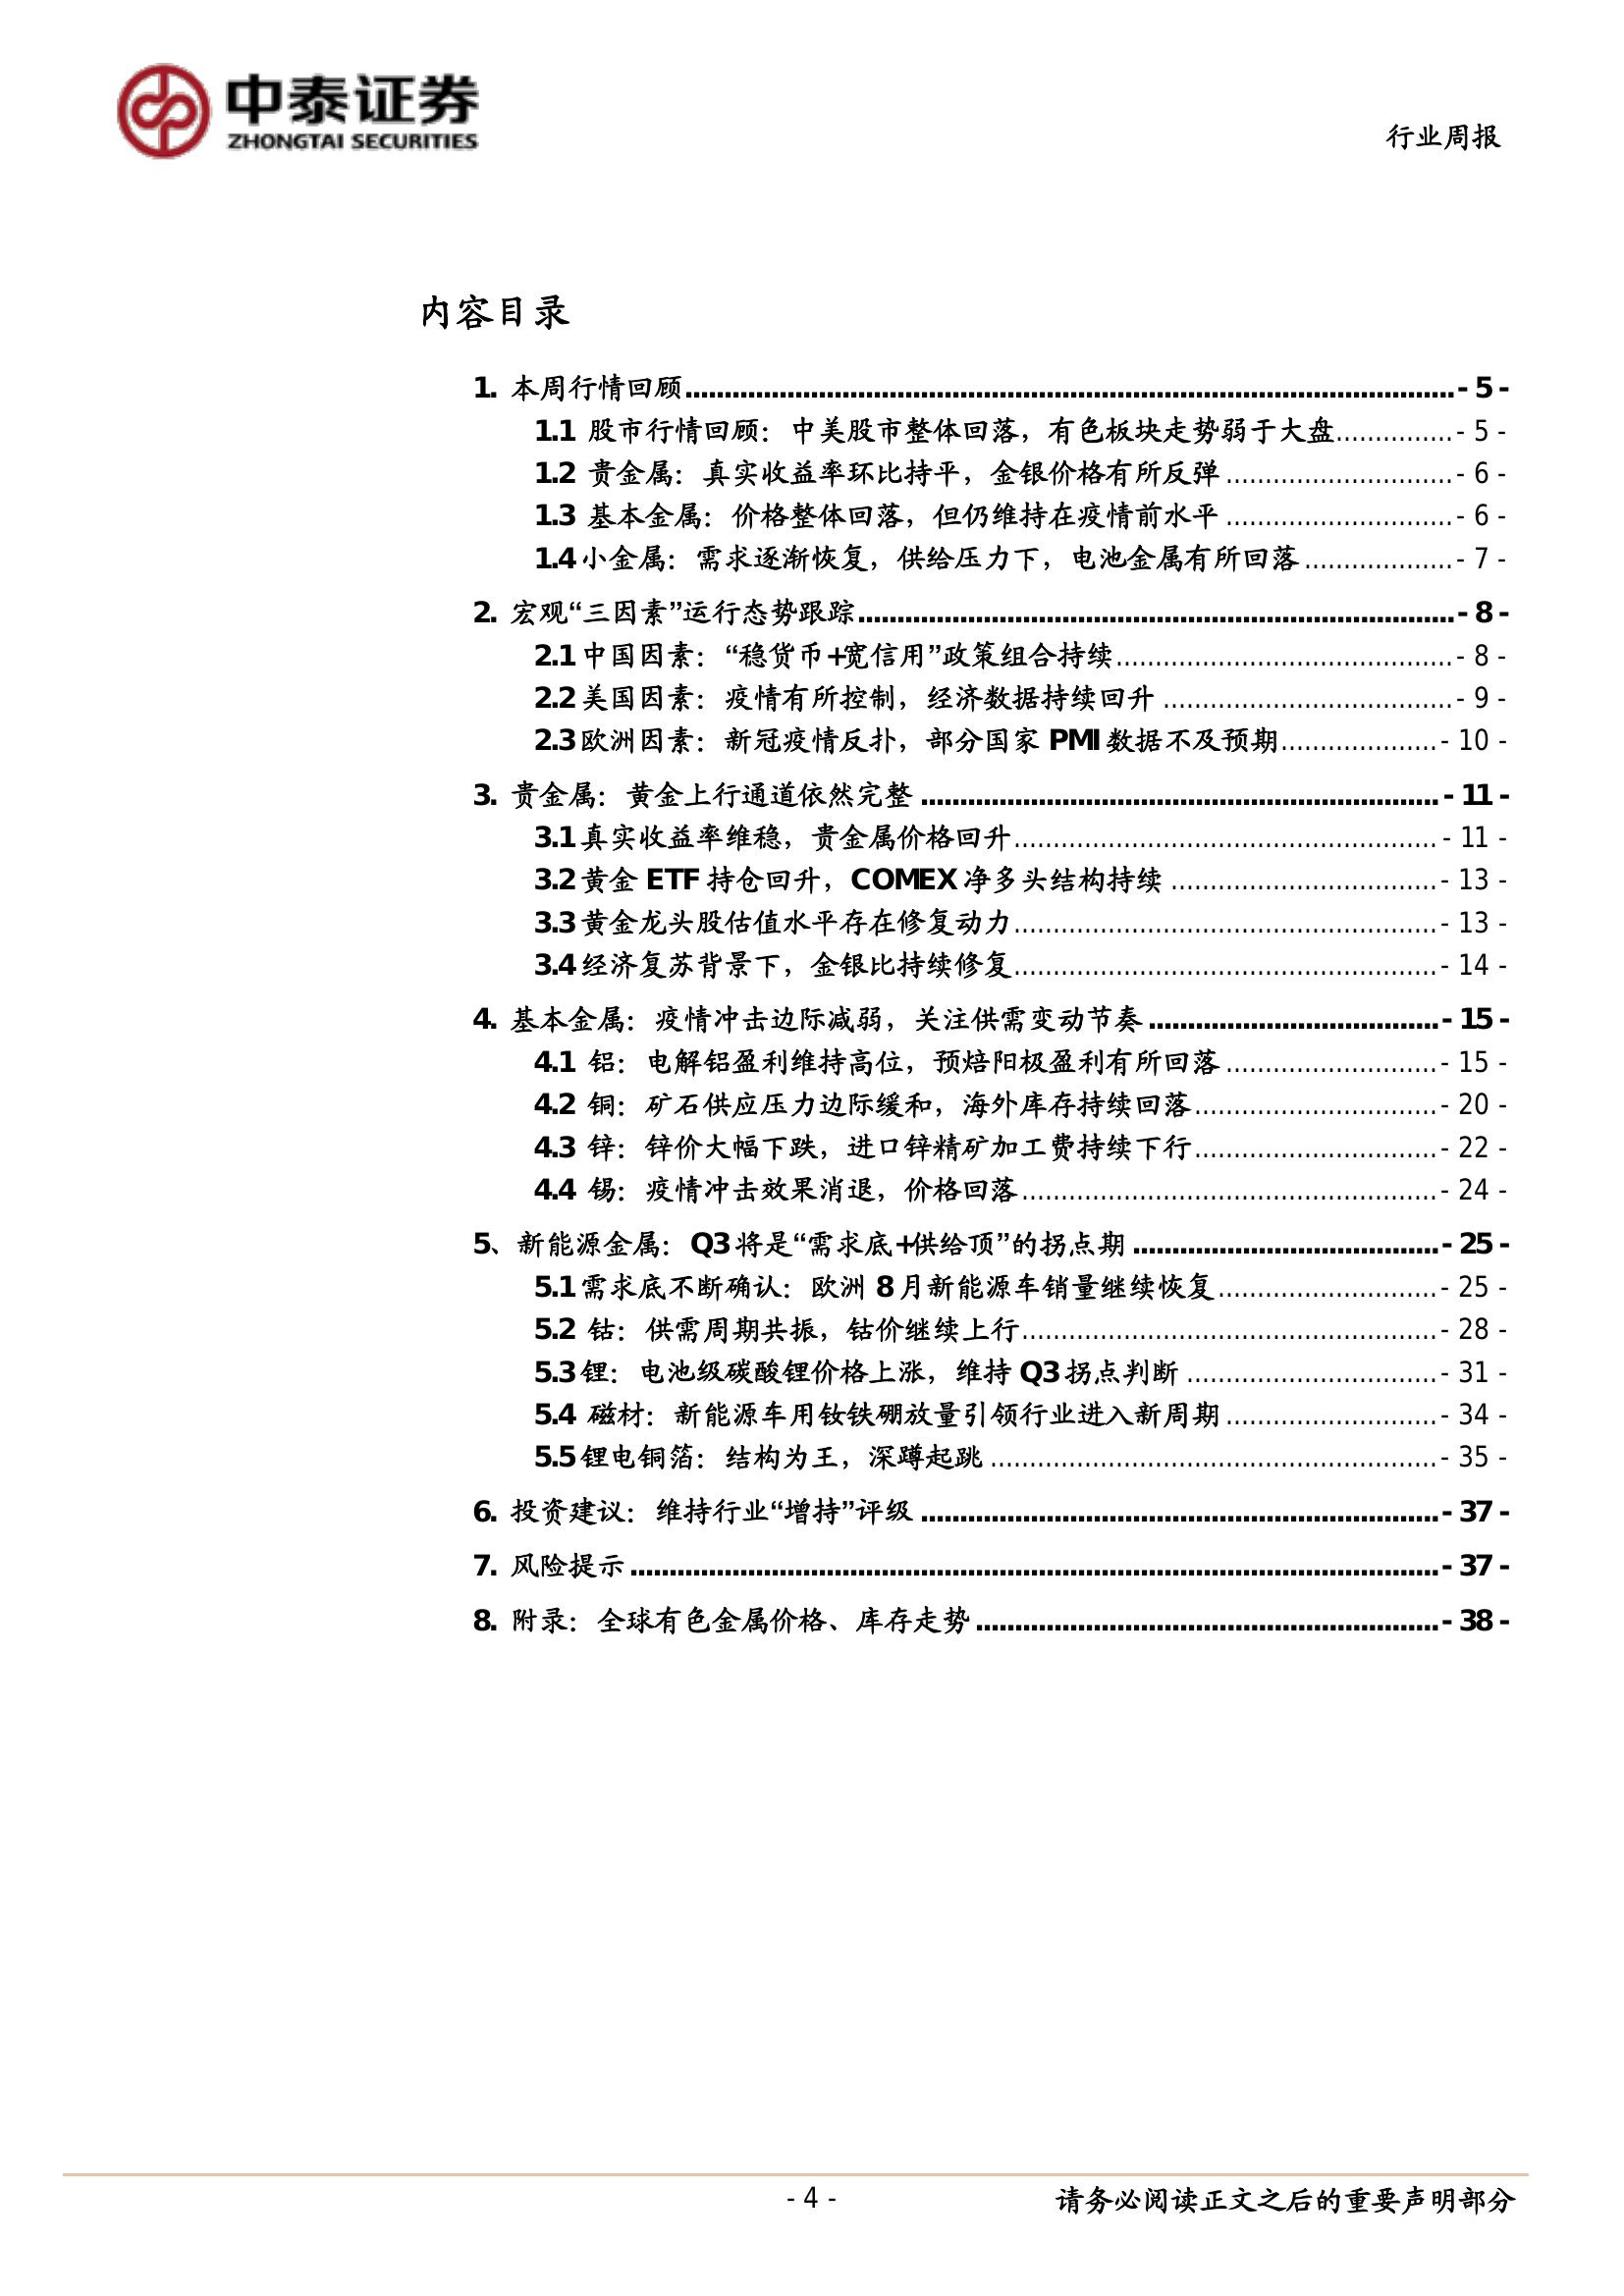 中泰证券
ZHONGTAI SECURITIES
行业周报
内容目录
1. 本周行情回顾 - 5 -
1.1 股市行情回顾：中美股市整体回落，有色板块走势弱于大盘 - 5 -
1.2 贵金属：真实收益率环比持平，金银价格有所反弹 - 6 -
1.3 基本金属：价格整体回落，但仍维持在疫情前水平 - 6 -
1.4 小金属：需求逐渐恢复，供给压力下，电池金属有所回落 - 7 -
2. 宏观“三因素”运行态势跟踪 - 8 -
2.1 中国因素：“稳货币+宽信用”政策组合持续 - 8 -
2.2 美国因素：疫情有所控制，经济数据持续回升 - 9 -
2.3 欧洲因素：新冠疫情反扑，部分国家 PMI 数据不及预期 - 10 -
3. 贵金属：黄金上行通道依然完整 - 11 -
3.1 真实收益率维稳，贵金属价格回升 - 11 -
3.2 黄金 ETF 持仓回升，COMEX 净多头结构持续 - 13 -
3.3 黄金龙头股估值水平存在修复动力 - 13 -
3.4 经济复苏背景下，金银比持续修复 - 14 -
4. 基本金属：疫情冲击边际减弱，关注供需变动节奏 - 15 -
4.1 铝：电解铝盈利维持高位，预焙阳极盈利有所回落 - 15 -
4.2 铜：矿石供应压力边际缓和，海外库存持续回落 - 20 -
4.3 锌：锌价大幅下跌，进口锌精矿加工费持续下行 - 22 -
4.4 锡：疫情冲击效果消退，价格回落 - 24 -
5、新能源金属：Q3 将是“需求底+供给顶”的拐点期 - 25 -
5.1 需求底不断确认：欧洲 8 月新能源车销量继续恢复 - 25 -
5.2 钴：供需周期共振，钴价继续上行 - 28 -
5.3 锂：电池级碳酸锂价格上涨，维持 Q3 拐点判断 - 31 -
5.4 磁材：新能源车用钕铁硼放量引领行业进入新周期 - 34 -
5.5 锂电铜箔：结构为王，深蹲起跳 - 35 -
6. 投资建议：维持行业“增持”评级 - 37 -
7. 风险提示 - 37 -
8. 附录：全球有色金属价格、库存走势 - 38 -
- 4 -
请务必阅读正文之后的重要声明部分